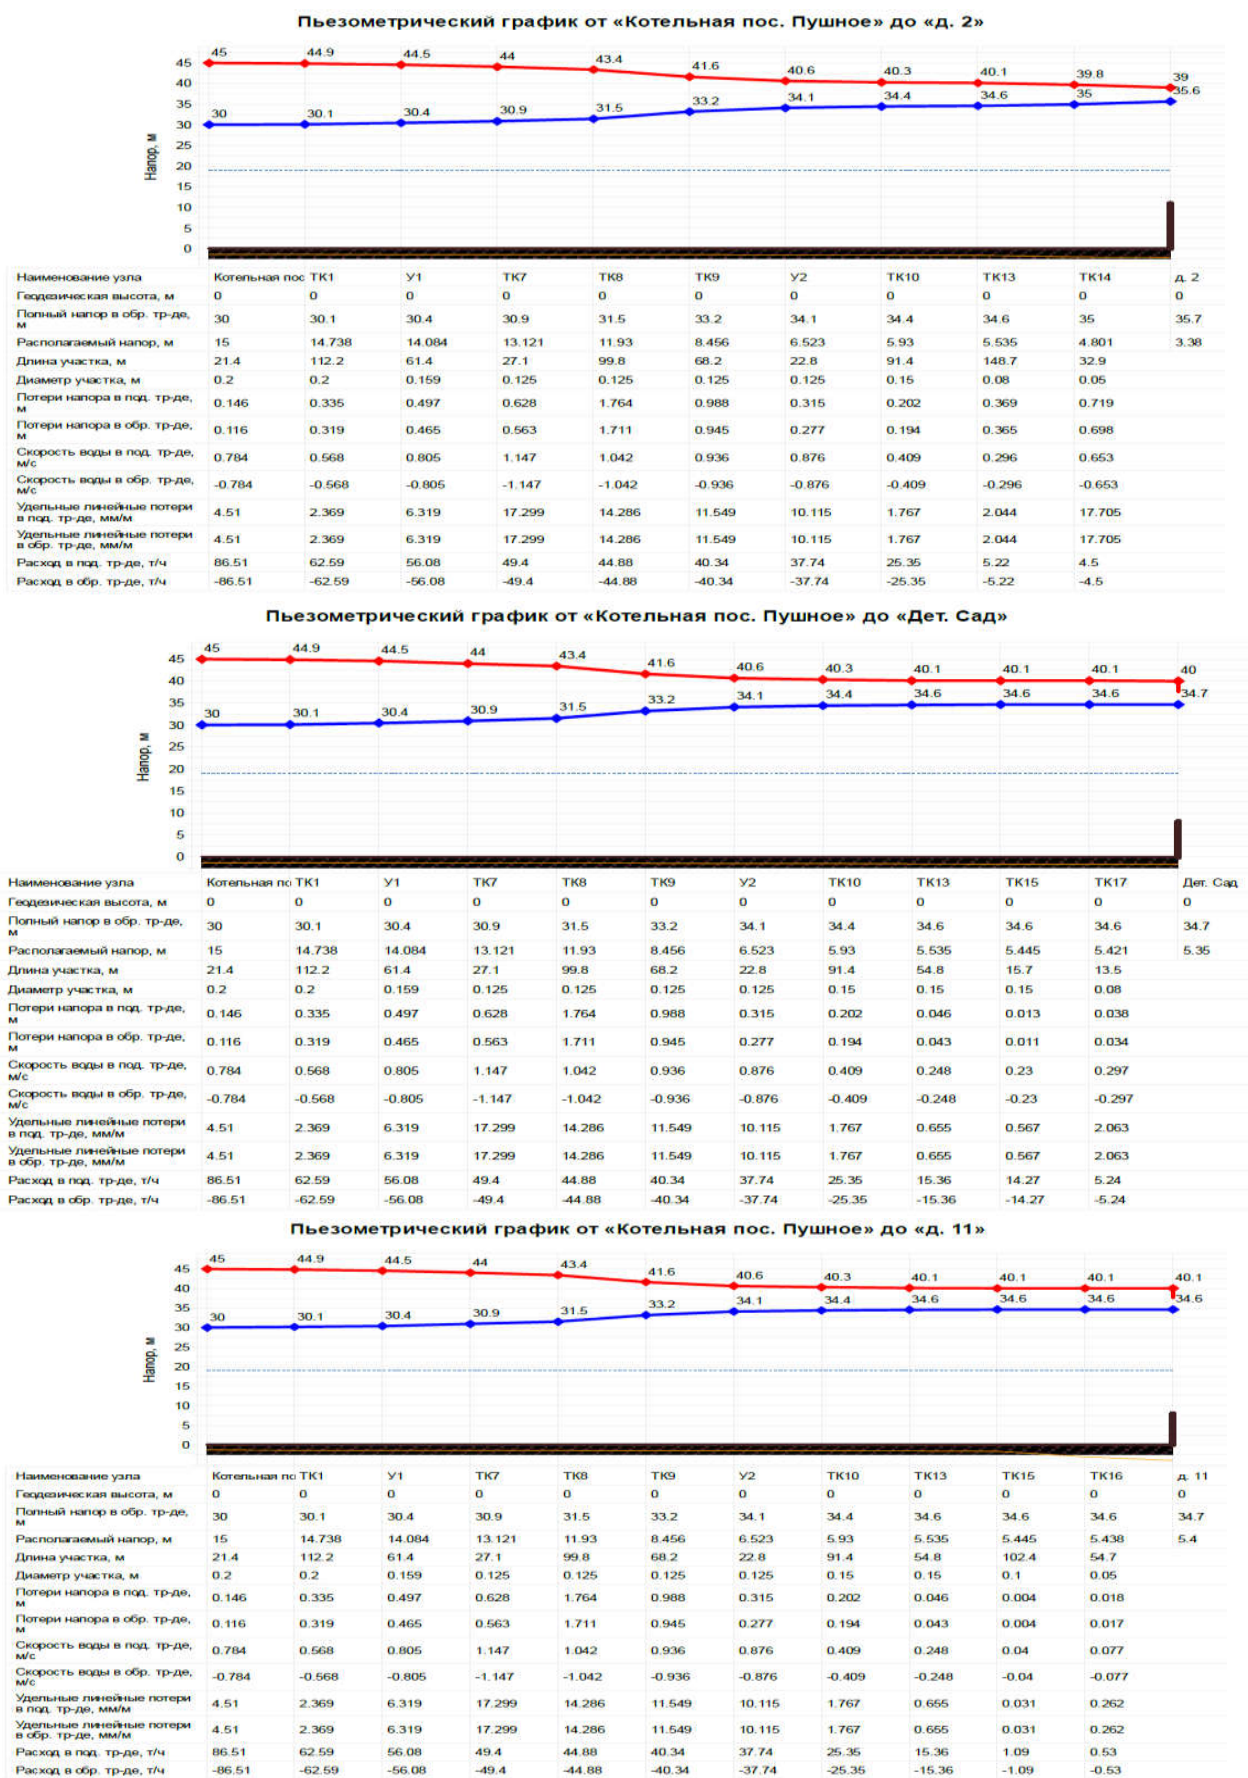 Пьезометрический график от «Котельная пос. Пушное» до «д. 2»
45 44.9 44.5 44 43.4 41.6 40.6 40.3 40.1 39.8 39
30 30.1 30.4 30.9 31.5 33.2 34.1 34.4 34.6 35 35.6
Напор, м
45
40
35
30
25
20
15
10
5
0
Наименование узла Котельная пос ТК1 У1 ТК7 ТК8 ТК9 У2 ТК10 ТК13 ТК14 д. 2
Геодезическая высота, м 0 0 0 0 0 0 0 0 0 0 0
Полный напор в обр. тр-де, м 30 30.1 30.4 30.9 31.5 33.2 34.1 34.4 34.6 35 35.7
Располагаемый напор, м 15 14.738 14.084 13.121 11.93 8.456 6.523 5.93 5.535 4.801 3.38
Длина участка, м 21.4 112.2 61.4 27.1 99.8 68.2 22.8 91.4 148.7 32.9
Диаметр участка, м 0.2 0.2 0.159 0.125 0.125 0.125 0.125 0.15 0.08 0.05
Потери напора в под. тр-де, м 0.146 0.335 0.497 0.628 1.764 0.988 0.315 0.202 0.369 0.719
Потери напора в обр. тр-де, м 0.116 0.319 0.465 0.563 1.711 0.945 0.277 0.194 0.365 0.698
Скорость воды в под. тр-де, м/с 0.784 0.568 0.805 1.147 1.042 0.936 0.876 0.409 0.296 0.653
Скорость воды в обр. тр-де, м/с -0.784 -0.568 -0.805 -1.147 -1.042 -0.936 -0.876 -0.409 -0.296 -0.653
Удельные линейные потери в под. тр-де, мм/м 4.51 2.369 6.319 17.299 14.286 11.549 10.115 1.767 2.044 17.705
Удельные линейные потери в обр. тр-де, мм/м 4.51 2.369 6.319 17.299 14.286 11.549 10.115 1.767 2.044 17.705
Расход в под. тр-де, т/ч 86.51 62.59 56.08 49.4 44.88 40.34 37.74 25.35 5.22 4.5
Расход в обр. тр-де, т/ч -86.51 -62.59 -56.08 -49.4 -44.88 -40.34 -37.74 -25.35 -5.22 -4.5
Пьезометрический график от «Котельная пос. Пушное» до «Дет. Сад»
45 44.9 44.5 44 43.4 41.6 40.6 40.3 40.1 40.1 40.1 40
30 30.1 30.4 30.9 31.5 33.2 34.1 34.4 34.6 34.6 34.6 34.7
Напор, м
45
40
35
30
25
20
15
10
5
0
Наименование узла Котельная по ТК1 У1 ТК7 ТК8 ТК9 У2 ТК10 ТК13 ТК15 ТК17 Дет. Сад
Геодезическая высота, м 0 0 0 0 0 0 0 0 0 0 0 0
Полный напор в обр. тр-де, м 30 30.1 30.4 30.9 31.5 33.2 34.1 34.4 34.6 34.6 34.6 34.7
Располагаемый напор, м 15 14.738 14.084 13.121 11.93 8.456 6.523 5.93 5.535 5.445 5.421 5.35
Длина участка, м 21.4 112.2 61.4 27.1 99.8 68.2 22.8 91.4 54.8 15.7 13.5
Диаметр участка, м 0.2 0.2 0.159 0.125 0.125 0.125 0.125 0.15 0.15 0.15 0.08
Потери напора в под. тр-де, м 0.146 0.335 0.497 0.628 1.764 0.988 0.315 0.202 0.046 0.013 0.038
Потери напора в обр. тр-де, м 0.116 0.319 0.465 0.563 1.711 0.945 0.277 0.194 0.043 0.011 0.034
Скорость воды в под. тр-де, м/с 0.784 0.568 0.805 1.147 1.042 0.936 0.876 0.409 0.248 0.23 0.297
Скорость воды в обр. тр-де, м/с -0.784 -0.568 -0.805 -1.147 -1.042 -0.936 -0.876 -0.409 -0.248 -0.23 -0.297
Удельные линейные потери в под. тр-де, мм/м 4.51 2.369 6.319 17.299 14.286 11.549 10.115 1.767 0.655 0.567 2.063
Удельные линейные потери в обр. тр-де, мм/м 4.51 2.369 6.319 17.299 14.286 11.549 10.115 1.767 0.655 0.567 2.063
Расход в под. тр-де, т/ч 86.51 62.59 56.08 49.4 44.88 40.34 37.74 25.35 15.36 14.27 5.24
Расход в обр. тр-де, т/ч -86.51 -62.59 -56.08 -49.4 -44.88 -40.34 -37.74 -25.35 -15.36 -14.27 -5.24
Пьезометрический график от «Котельная пос. Пушное» до «д. 11»
45 44.9 44.5 44 43.4 41.6 40.6 40.3 40.1 40.1 40.1 40.1
30 30.1 30.4 30.9 31.5 33.2 34.1 34.4 34.6 34.6 34.6 34.6
Напор, м
45
40
35
30
25
20
15
10
5
0
Наименование узла Котельная по ТК1 У1 ТК7 ТК8 ТК9 У2 ТК10 ТК13 ТК15 ТК16 д. 11
Геодезическая высота, м 0 0 0 0 0 0 0 0 0 0 0 0
Полный напор в обр. тр-де, м 30 30.1 30.4 30.9 31.5 33.2 34.1 34.4 34.6 34.6 34.6 34.7
Располагаемый напор, м 15 14.738 14.084 13.121 11.93 8.456 6.523 5.93 5.535 5.445 5.438 5.4
Длина участка, м 21.4 112.2 61.4 27.1 99.8 68.2 22.8 91.4 54.8 102.4 54.7
Диаметр участка, м 0.2 0.2 0.159 0.125 0.125 0.125 0.125 0.15 0.15 0.1 0.05
Потери напора в под. тр-де, м 0.146 0.335 0.497 0.628 1.764 0.988 0.315 0.202 0.046 0.004 0.018
Потери напора в обр. тр-де, м 0.116 0.319 0.465 0.563 1.711 0.945 0.277 0.194 0.043 0.004 0.017
Скорость воды в под. тр-де, м/с 0.784 0.568 0.805 1.147 1.042 0.936 0.876 0.409 0.248 0.04 0.077
Скорость воды в обр. тр-де, м/с -0.784 -0.568 -0.805 -1.147 -1.042 -0.936 -0.876 -0.409 -0.248 -0.04 -0.077
Удельные линейные потери в под. тр-де, мм/м 4.51 2.369 6.319 17.299 14.286 11.549 10.115 1.767 0.655 0.031 0.262
Удельные линейные потери в обр. тр-де, мм/м 4.51 2.369 6.319 17.299 14.286 11.549 10.115 1.767 0.655 0.031 0.262
Расход в под. тр-де, т/ч 86.51 62.59 56.08 49.4 44.88 40.34 37.74 25.35 15.36 1.09 0.53
Расход в обр. тр-де, т/ч -86.51 -62.59 -56.08 -49.4 -44.88 -40.34 -37.74 -25.35 -15.36 -1.09 -0.53